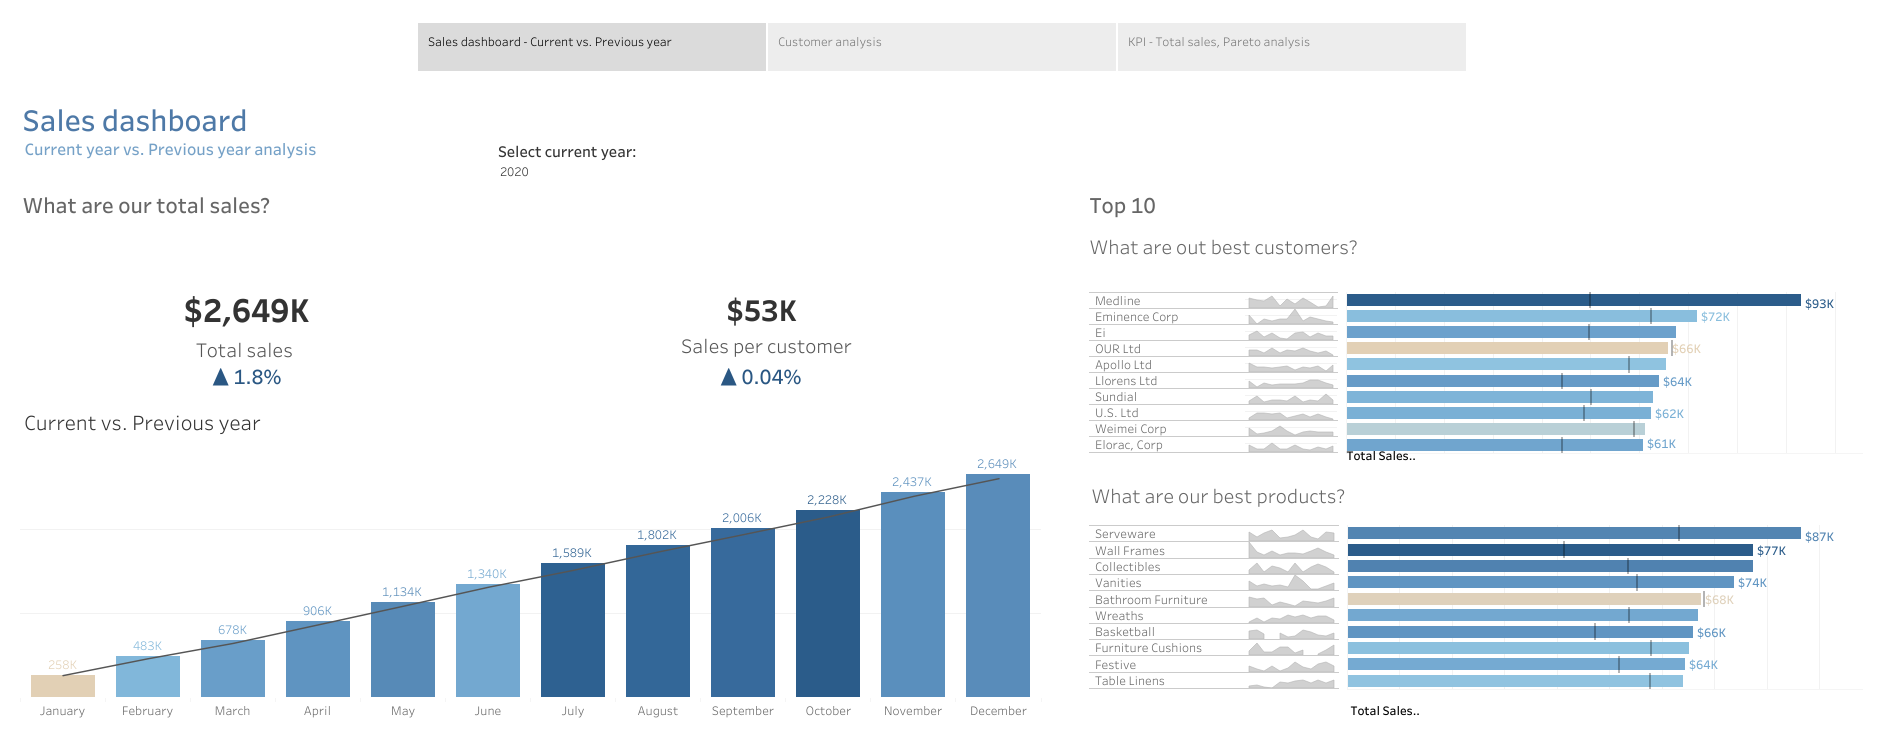 Sales dashboard - Current vs. Previous year
Customer analysis
KPI - Total sales, Pareto analysis
Sales dashboard
Current year vs. Previous year analysis
Select current year:
2020
What are our total sales?
$2,649K
Total sales
▲ 1.8%
$53K
Sales per customer
▲ 0.04%
Current vs. Previous year
258K
483K
678K
906K
1,134K
1,340K
1,589K
1,802K
2,006K
2,228K
2,437K
2,649K
January
February
March
April
May
June
July
August
September
October
November
December
Top 10
What are out best customers?
Medline $93K
Eminence Corp $72K
Ei
OUR Ltd $66K
Apollo Ltd
Llorens Ltd $64K
Sundial
U.S. Ltd $62K
Weimei Corp
Elorac, Corp $61K
Total Sales..
What are our best products?
Serveware $87K
Wall Frames $77K
Collectibles
Vanities $74K
Bathroom Furniture $68K
Wreaths
Basketball $66K
Furniture Cushions
Festive $64K
Table Linens
Total Sales..